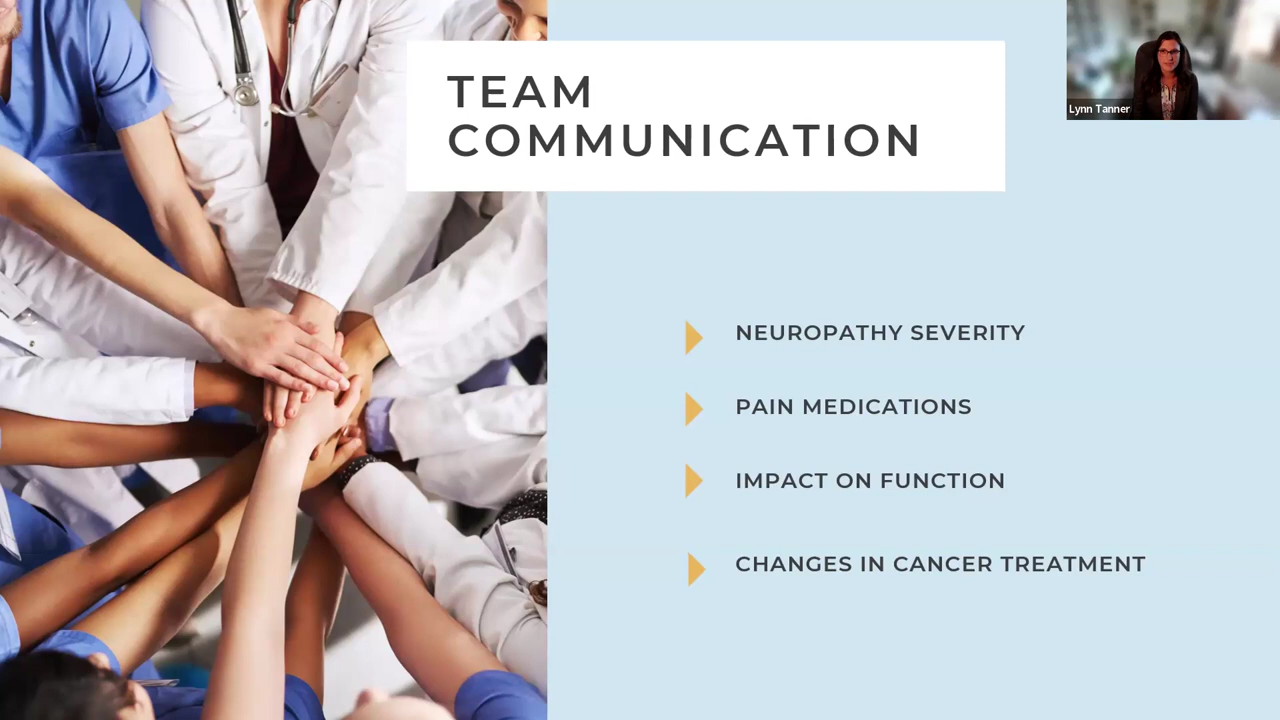 TEAM
COMMUNICATION
Lynn Tanner
NEUROPATHY SEVERITY
PAIN MEDICATIONS
IMPACT ON FUNCTION
CHANGES IN CANCER TREATMENT